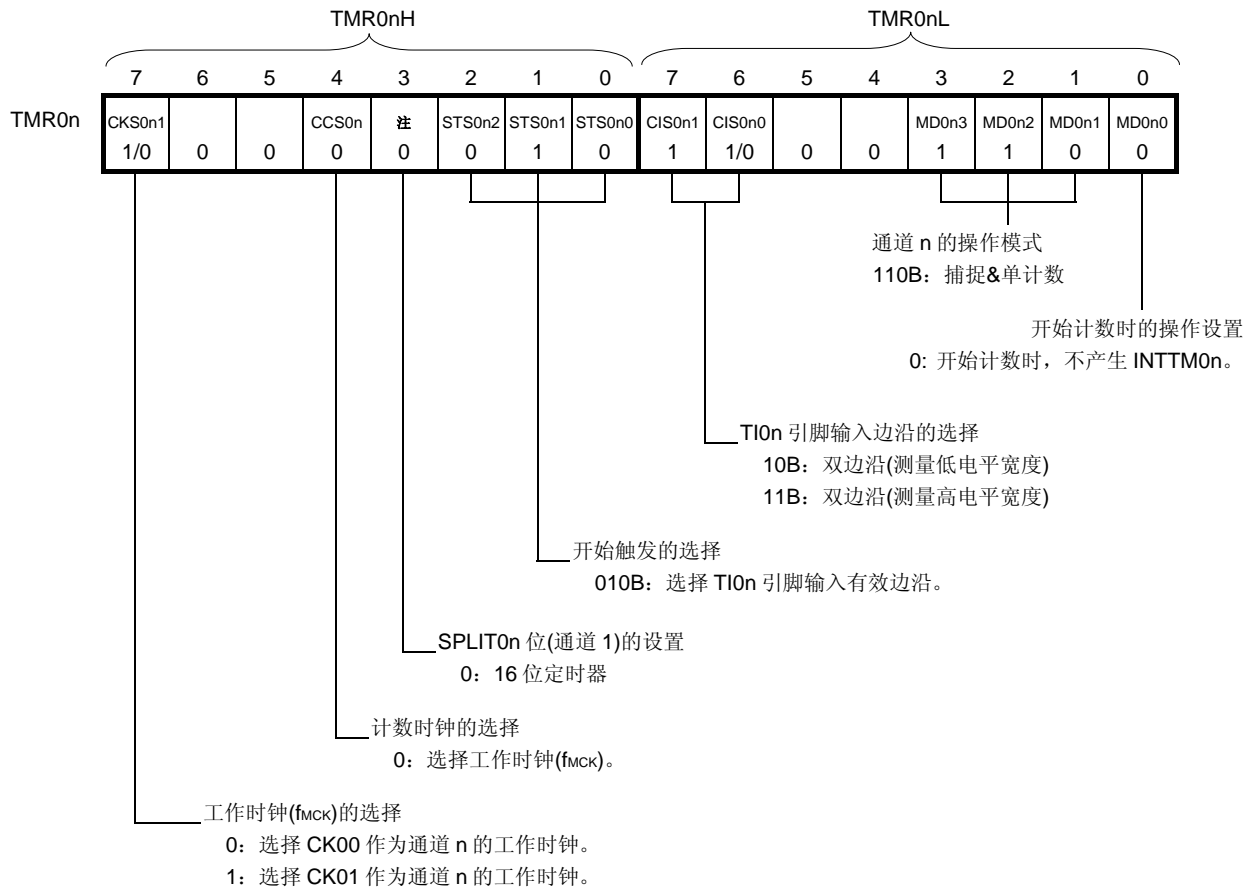 TMR0nH TMR0nL
7 6 5 4 3 2 1 0 7 6 5 4 3 2 1 0
TMR0n CKS0n1 CCS0n 注 STS0n2 STS0n1 STS0n0 CIS0n1 CIS0n0 MD0n3 MD0n2 MD0n1 MD0n0
1/0 0 0 0 0 0 1 0 1 1/0 0 0 1 1 0 0
通道 n 的操作模式
110B：捕捉&单计数
开始计数时的操作设置
0: 开始计数时，不产生 INTTM0n。
TI0n 引脚输入边沿的选择
10B：双边沿(测量低电平宽度)
11B：双边沿(测量高电平宽度)
开始触发的选择
010B：选择 TI0n 引脚输入有效边沿。
SPLIT0n 位(通道 1)的设置
0：16 位定时器
计数时钟的选择
0：选择工作时钟(fMCK)。
工作时钟(fMCK)的选择
0：选择 CK00 作为通道 n 的工作时钟。
1：选择 CK01 作为通道 n 的工作时钟。